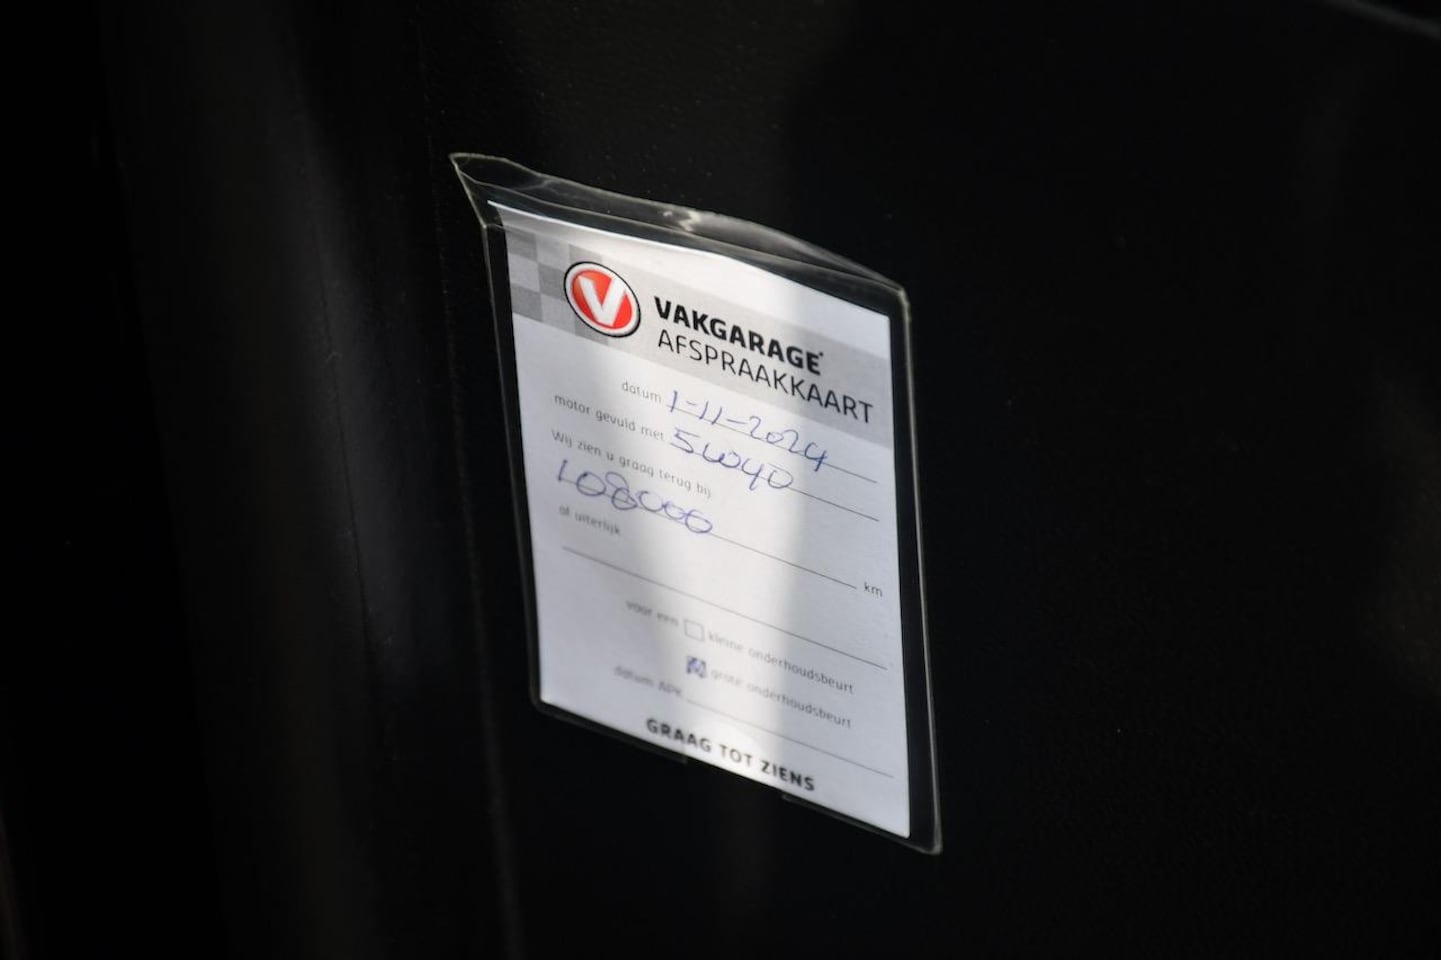 V VAKGARAGE
AFSPRAAKKAART
datum 1-11-2024
motor gevuld met 5W40
Wij zien u graag terug bij
108000 km
of uiterlijk
voor een kleine onderhoudsbeurt
grote onderhoudsbeurt
datum APK
GRAAG TOT ZIENS